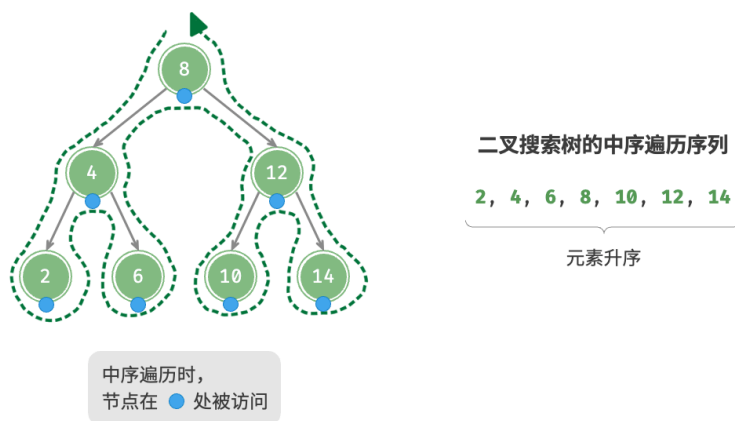 8
4
12
2
6
10
14
二叉搜索树的中序遍历序列
2, 4, 6, 8, 10, 12, 14
元素升序
中序遍历时，
节点在 处被访问